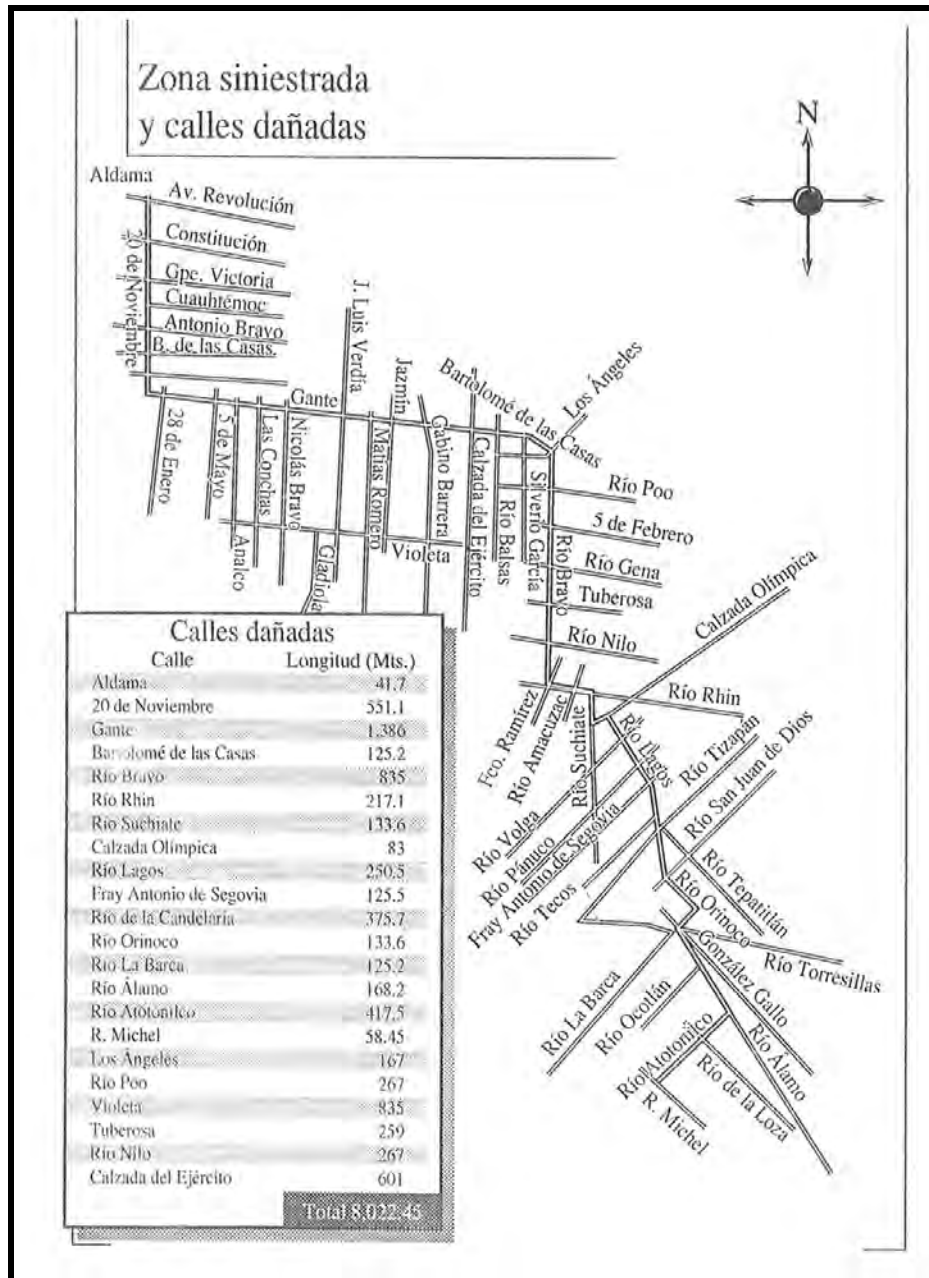 Zona siniestrada
y calles dañadas
N
Aldama
Av. Revolución
Constitución
20 de Noviembre
Gpe. Victoria
Cuauhtémoc
Antonio Bravo
B. de las Casas.
J. Luis Verdía
Jazmín
Bartolomé de las Casas
Los Ángeles
Gante
28 de Enero
5 de Mayo
Las Conchas
Nicolás Bravo
Matías Romero
Gabino Barrera
Calzada del Ejército
Río Balsas
Silverio García
Río Bravo
Río Poo
5 de Febrero
Río Gena
Tuberosa
Río Nilo
Analco
Gladiola
Violeta
Calzada Olímpica
Río Rhin
Fco. Ramírez
Río Amacuzac
Río Suchiate
Río Lagos
Río Tizapán
Río San Juan de Dios
Río Volga
Río Pánuco
Fray Antonio de Segovia
Río Tecos
Río Tepatitlán
Río Orinoco
González Gallo
Río Torresillas
Río La Barca
Río Ocotlán
Río Álamo
Río Atotonilco
Río de la Loza
R. Michel
Calles dañadas
Calle Longitud (Mts.)
Aldama 41.7
20 de Noviembre 551.1
Gante 1.386
Bartolomé de las Casas 125.2
Río Bravo 835
Río Rhin 217.1
Río Suchiate 133.6
Calzada Olímpica 83
Río Lagos 250.5
Fray Antonio de Segovia 125.5
Río de la Candelaria 375.7
Río Orinoco 133.6
Río La Barca 125.2
Río Álamo 168.2
Río Atotonilco 417.5
R. Michel 58.45
Los Ángeles 167
Río Poo 267
Violeta 835
Tuberosa 259
Río Nilo 267
Calzada del Ejército 601
Total 8.022.45